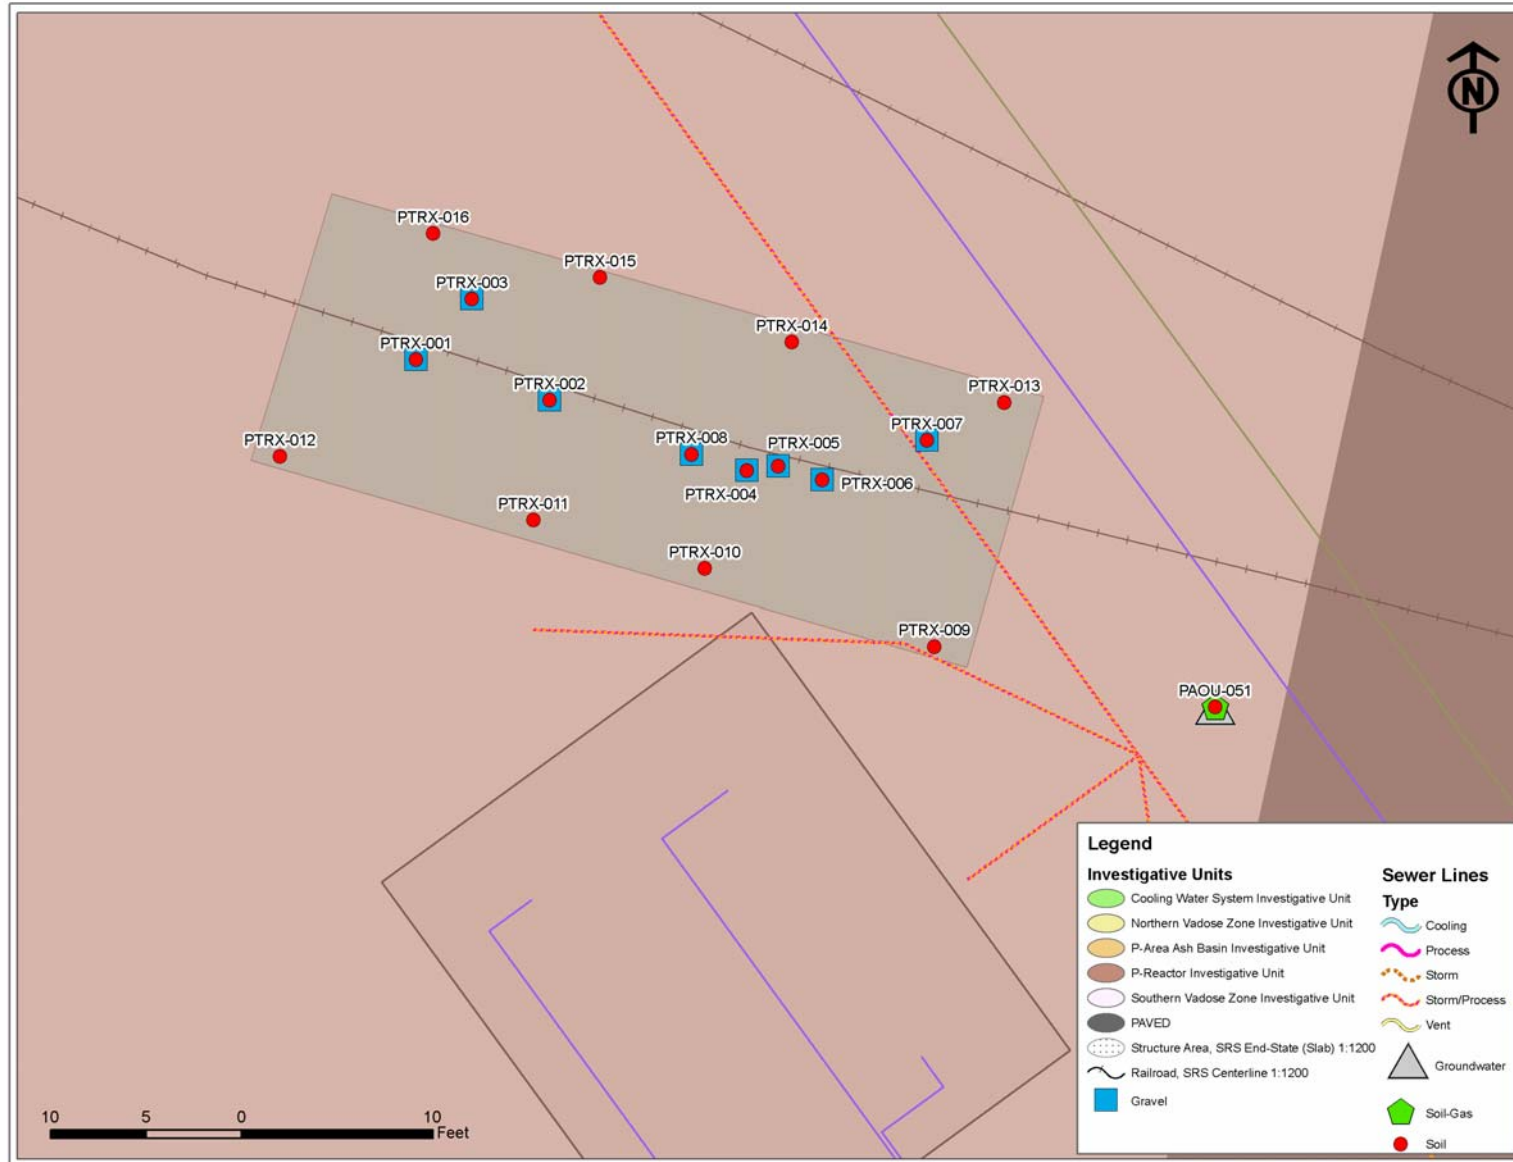 N
PTRX-016
PTRX-015
PTRX-003
PTRX-014
PTRX-001
PTRX-002
PTRX-013
PTRX-007
PTRX-008
PTRX-005
PTRX-012
PTRX-004
PTRX-006
PTRX-011
PTRX-010
PTRX-009
PAOU-051
Legend
Investigative Units
Cooling Water System Investigative Unit
Northern Vadose Zone Investigative Unit
P-Area Ash Basin Investigative Unit
P-Reactor Investigative Unit
Southern Vadose Zone Investigative Unit
PAVED
Structure Area, SRS End-State (Slab) 1:1200
Railroad, SRS Centerline 1:1200
Gravel
Sewer Lines
Type
Cooling
Process
Storm
Storm/Process
Vent
Groundwater
Soil-Gas
Soil
10 5 0 10
Feet